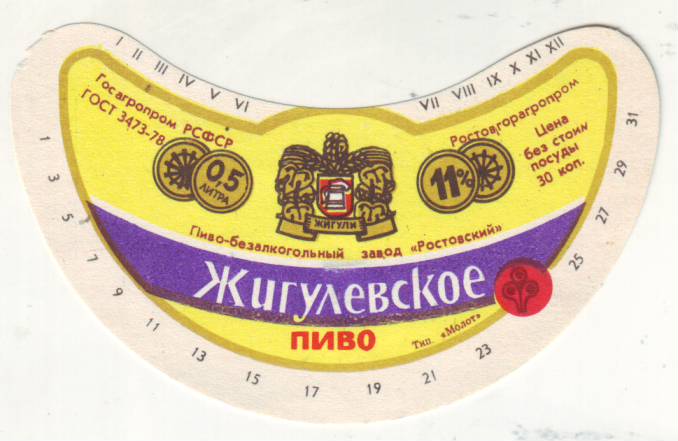 I II III IV V VI
VII VIII IX X XI XII
Госагропром РСФСР
ГОСТ 3473-78
Ростовгорагропром
Цена
без стоим.
посуды
30 коп.
0,5
ЛИТРА
11%
ЖИГУЛИ
Пиво-безалкогольный завод «Ростовский»
Жигулевское
ПИВО
Тип. «Молот»
1 3 5 7 9 11 13 15 17 19 21 23 25 27 29 31